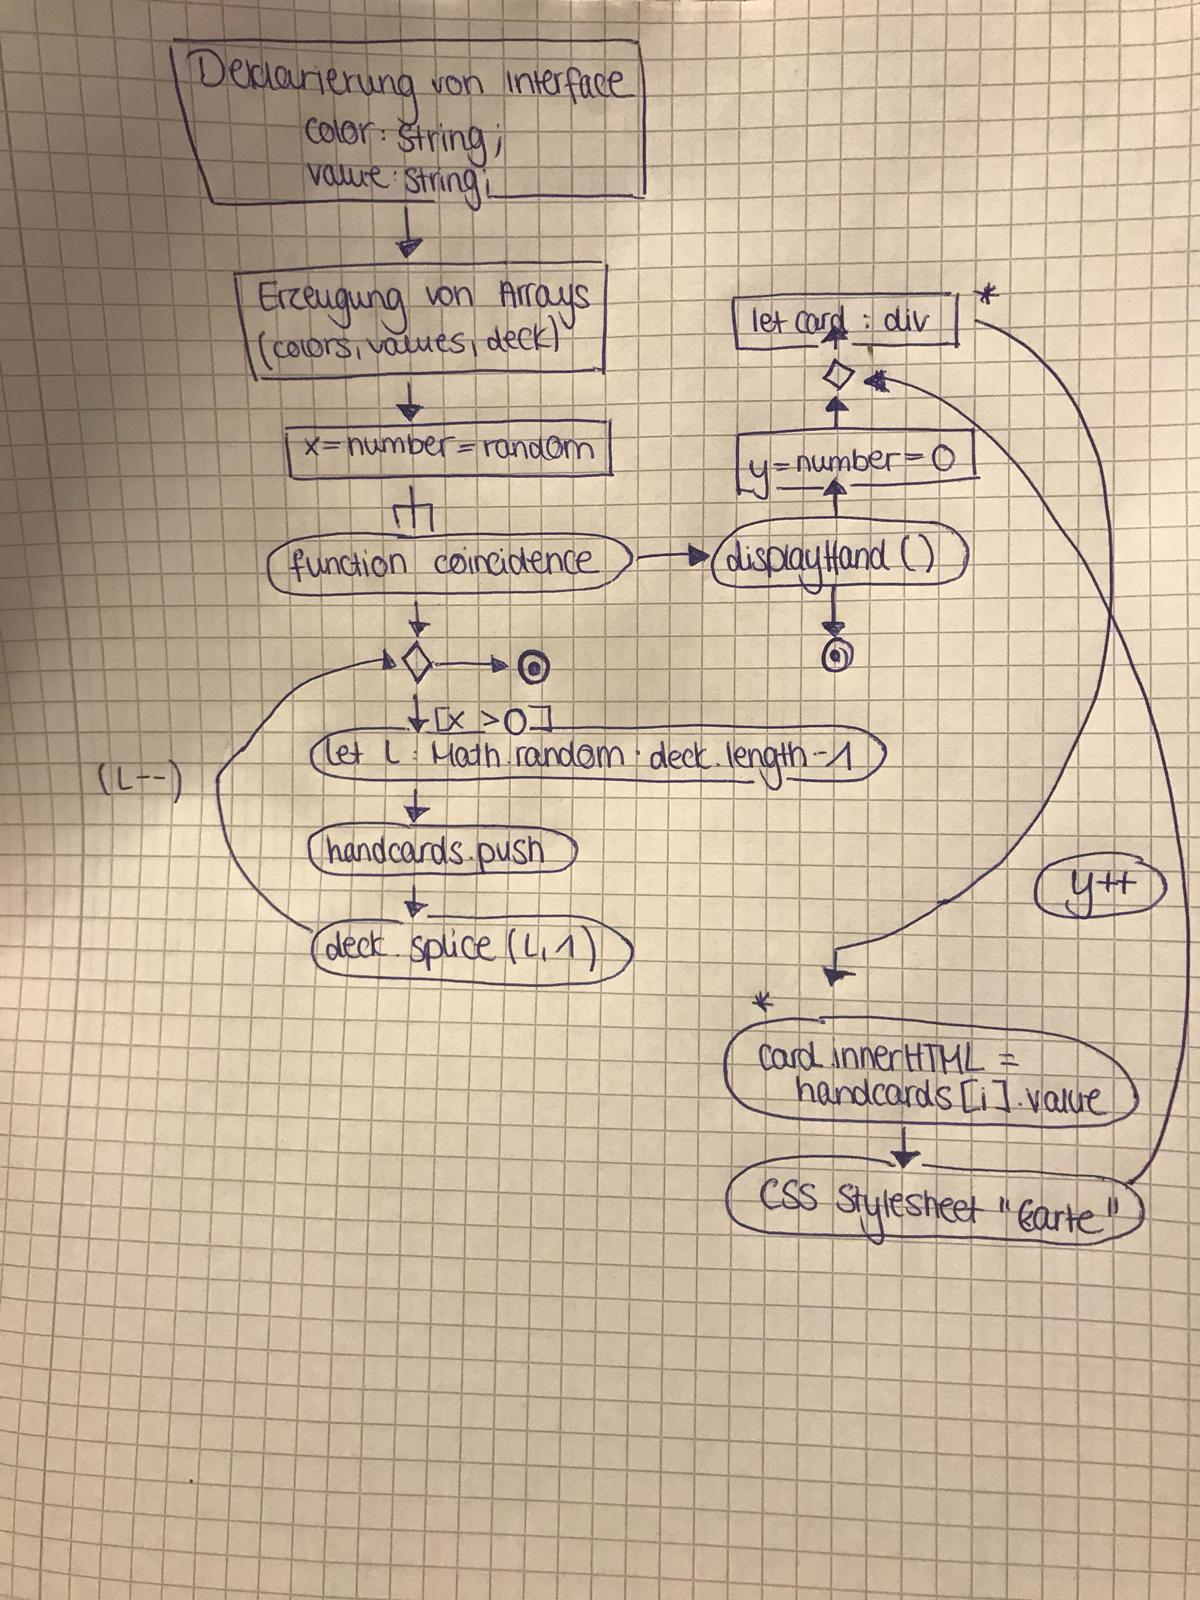 Deklarierung von interface
color: string;
value: string;
Erzeugung von Arrays
(colors, values, deck)
x=number=random
function coincidence
[x >0]
let L: Math.random · deck.length-1
(L--)
handcards.push
deck.splice (L,1)
*
let card : div
y=number=0
displayHand ()
y++
*
card.innerHTML =
handcards [i].value
CSS Stylesheet "Karte"